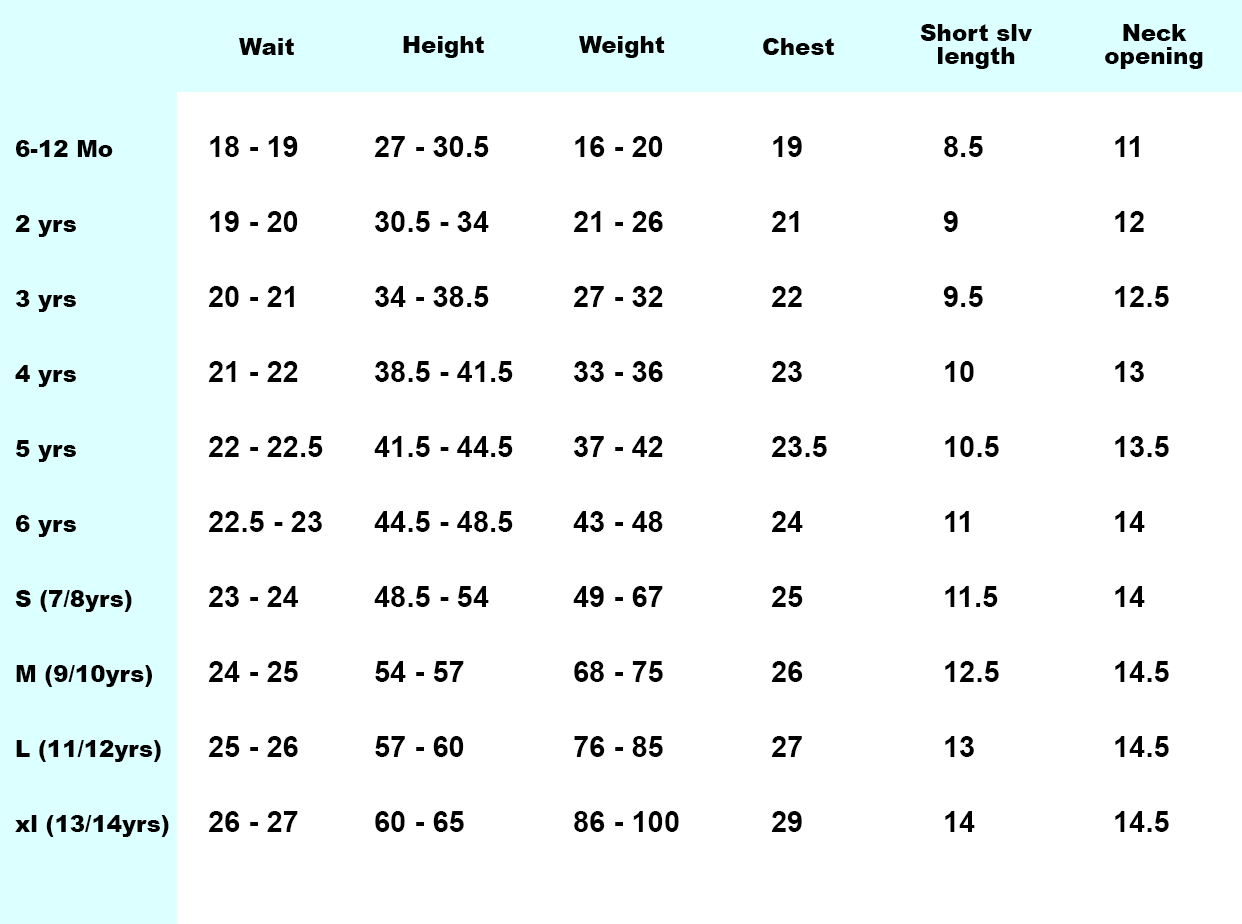 Wait Height Weight Chest Short slv length Neck opening
6-12 Mo 18 - 19 27 - 30.5 16 - 20 19 8.5 11
2 yrs 19 - 20 30.5 - 34 21 - 26 21 9 12
3 yrs 20 - 21 34 - 38.5 27 - 32 22 9.5 12.5
4 yrs 21 - 22 38.5 - 41.5 33 - 36 23 10 13
5 yrs 22 - 22.5 41.5 - 44.5 37 - 42 23.5 10.5 13.5
6 yrs 22.5 - 23 44.5 - 48.5 43 - 48 24 11 14
S (7/8yrs) 23 - 24 48.5 - 54 49 - 67 25 11.5 14
M (9/10yrs) 24 - 25 54 - 57 68 - 75 26 12.5 14.5
L (11/12yrs) 25 - 26 57 - 60 76 - 85 27 13 14.5
xl (13/14yrs) 26 - 27 60 - 65 86 - 100 29 14 14.5